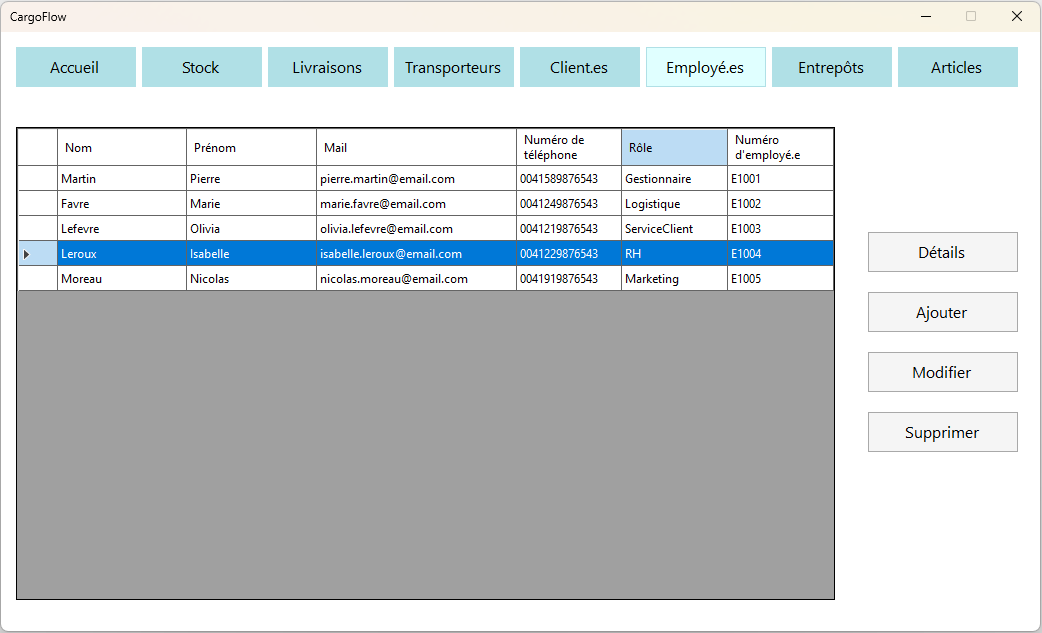 CargoFlow
Accueil Stock Livraisons Transporteurs Client.es Employé.es Entrepôts Articles
Nom Prénom Mail Numéro de téléphone Rôle Numéro d'employé.e
Martin Pierre pierre.martin@email.com 0041589876543 Gestionnaire E1001
Favre Marie marie.favre@email.com 0041249876543 Logistique E1002
Lefevre Olivia olivia.lefevre@email.com 0041219876543 ServiceClient E1003
Leroux Isabelle isabelle.leroux@email.com 0041229876543 RH E1004
Moreau Nicolas nicolas.moreau@email.com 0041919876543 Marketing E1005
Détails
Ajouter
Modifier
Supprimer